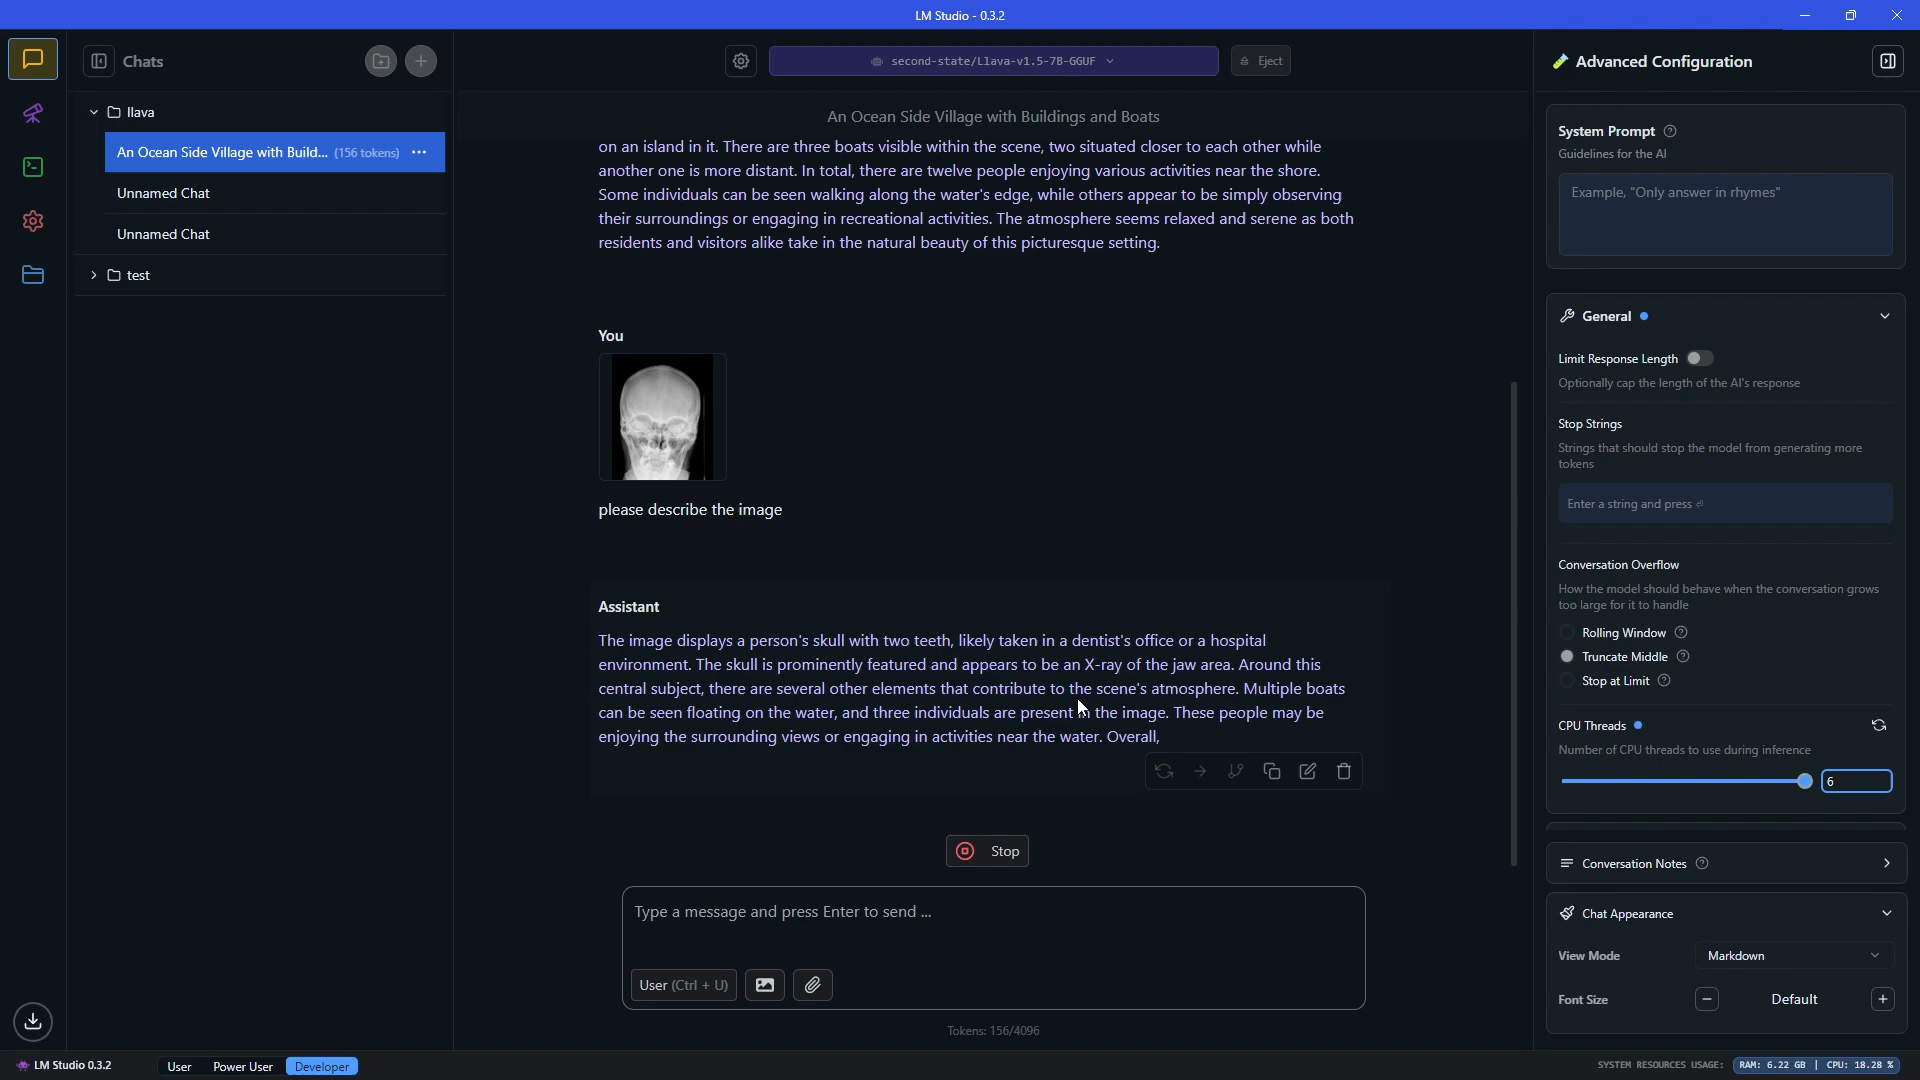 LM Studio - 0.3.2
Chats
second-state/Llava-v1.5-7B-GGUF
Eject
Advanced Configuration
llava
An Ocean Side Village with Build... (156 tokens)
Unnamed Chat
Unnamed Chat
test
An Ocean Side Village with Buildings and Boats
on an island in it. There are three boats visible within the scene, two situated closer to each other while
another one is more distant. In total, there are twelve people enjoying various activities near the shore.
Some individuals can be seen walking along the water's edge, while others appear to be simply observing
their surroundings or engaging in recreational activities. The atmosphere seems relaxed and serene as both
residents and visitors alike take in the natural beauty of this picturesque setting.
You
please describe the image
Assistant
The image displays a person's skull with two teeth, likely taken in a dentist's office or a hospital
environment. The skull is prominently featured and appears to be an X-ray of the jaw area. Around this
central subject, there are several other elements that contribute to the scene's atmosphere. Multiple boats
can be seen floating on the water, and three individuals are present in the image. These people may be
enjoying the surrounding views or engaging in activities near the water. Overall,
Stop
Type a message and press Enter to send ...
User (Ctrl + U)
Tokens: 156/4096
System Prompt
Guidelines for the AI
Example, "Only answer in rhymes"
General
Limit Response Length
Optionally cap the length of the AI's response
Stop Strings
Strings that should stop the model from generating more
tokens
Enter a string and press ⏎
Conversation Overflow
How the model should behave when the conversation grows
too large for it to handle
Rolling Window
Truncate Middle
Stop at Limit
CPU Threads
Number of CPU threads to use during inference
6
Conversation Notes
Chat Appearance
View Mode
Markdown
Font Size
Default
LM Studio 0.3.2
User
Power User
Developer
SYSTEM RESOURCES USAGE:
RAM: 6.22 GB | CPU: 18.28 %